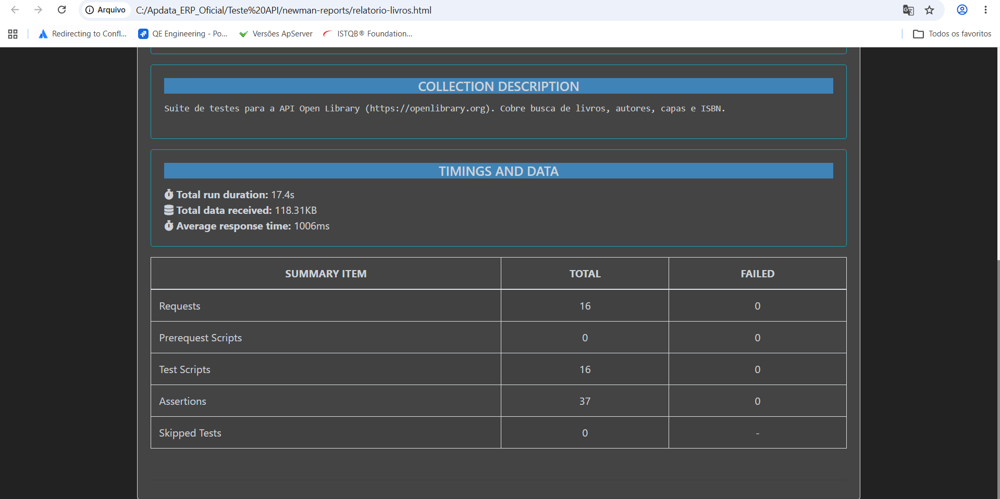 Arquivo C:/Apdata_ERP_Oficial/Teste%20API/newman-reports/relatorio-livros.html
Redirecting to Confl... QE Engineering - Po... Versões ApServer ISTQB® Foundation... Todos os favoritos
COLLECTION DESCRIPTION
Suite de testes para a API Open Library (https://openlibrary.org). Cobre busca de livros, autores, capas e ISBN.
TIMINGS AND DATA
Total run duration: 17.4s
Total data received: 118.31KB
Average response time: 1006ms
SUMMARY ITEM TOTAL FAILED
Requests 16 0
Prerequest Scripts 0 0
Test Scripts 16 0
Assertions 37 0
Skipped Tests 0 -